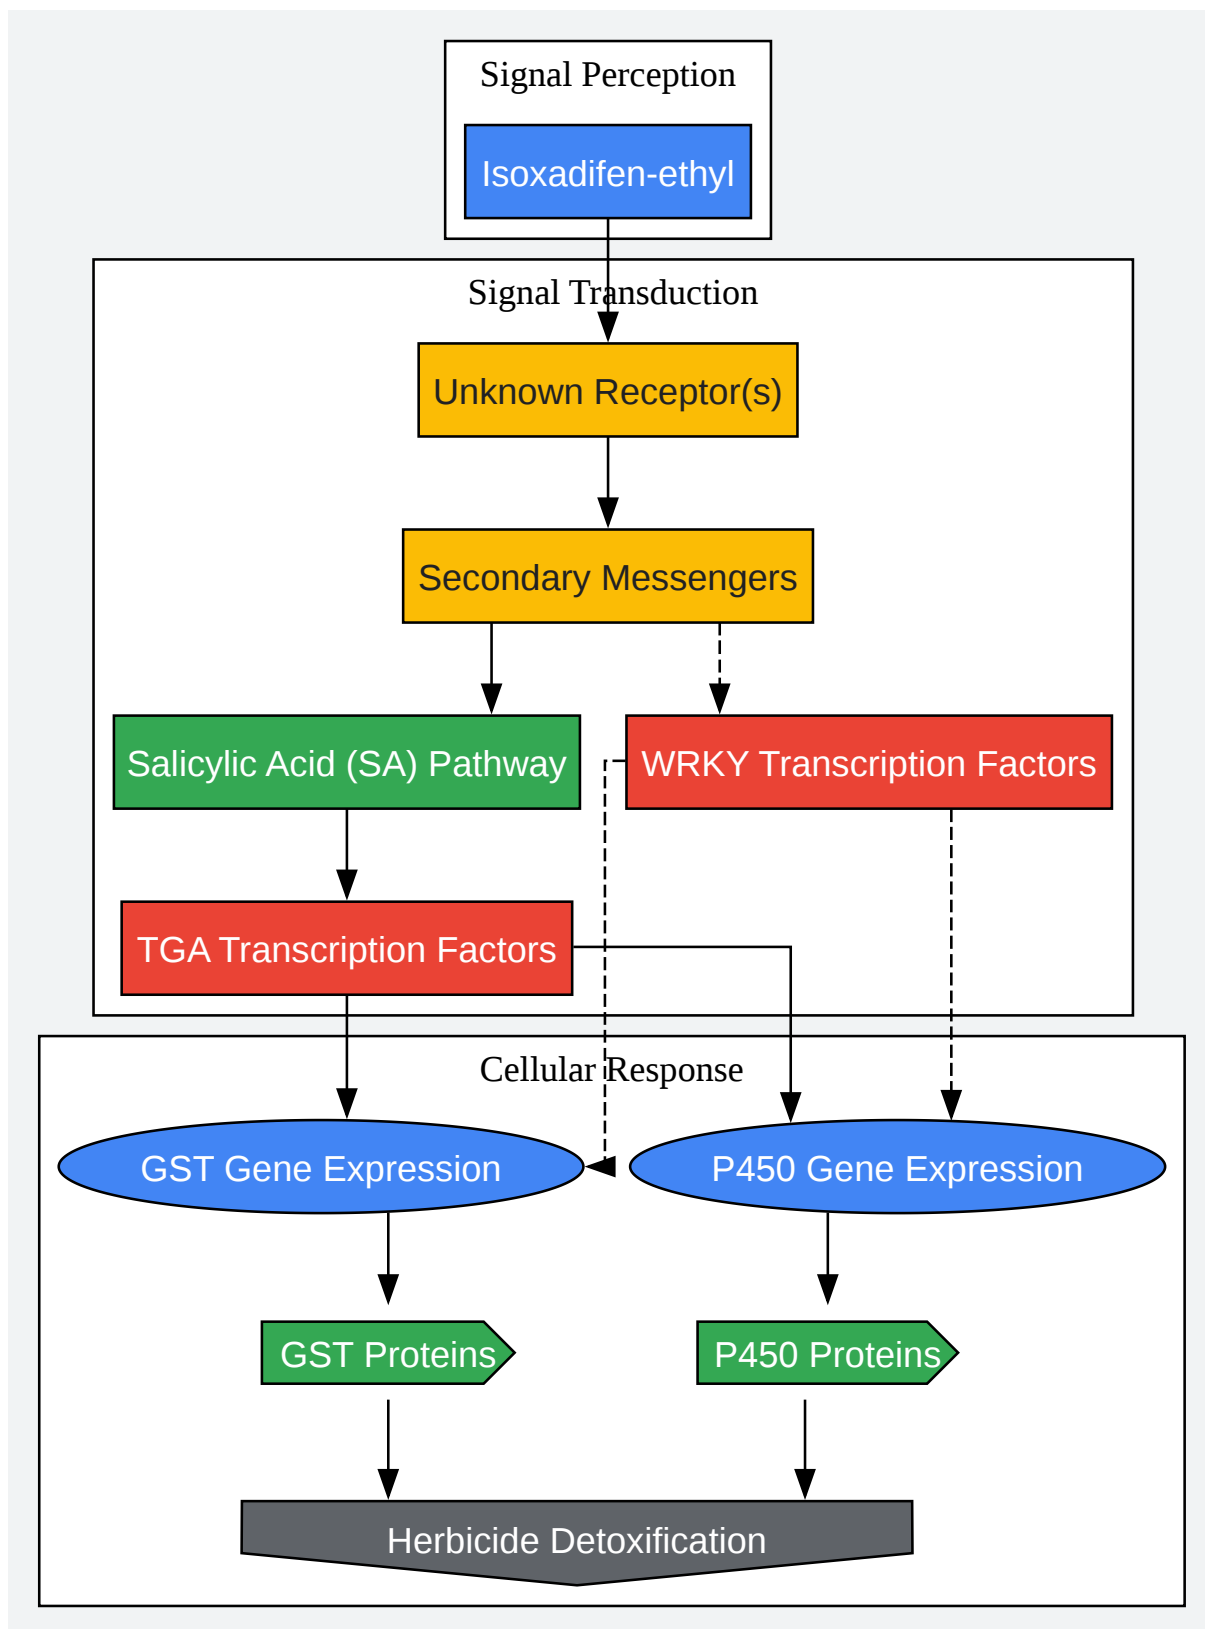 Signal Perception
Isoxadifen-ethyl
Signal Transduction
Unknown Receptor(s)
Secondary Messengers
Salicylic Acid (SA) Pathway
WRKY Transcription Factors
TGA Transcription Factors
Cellular Response
GST Gene Expression
P450 Gene Expression
GST Proteins
P450 Proteins
Herbicide Detoxification